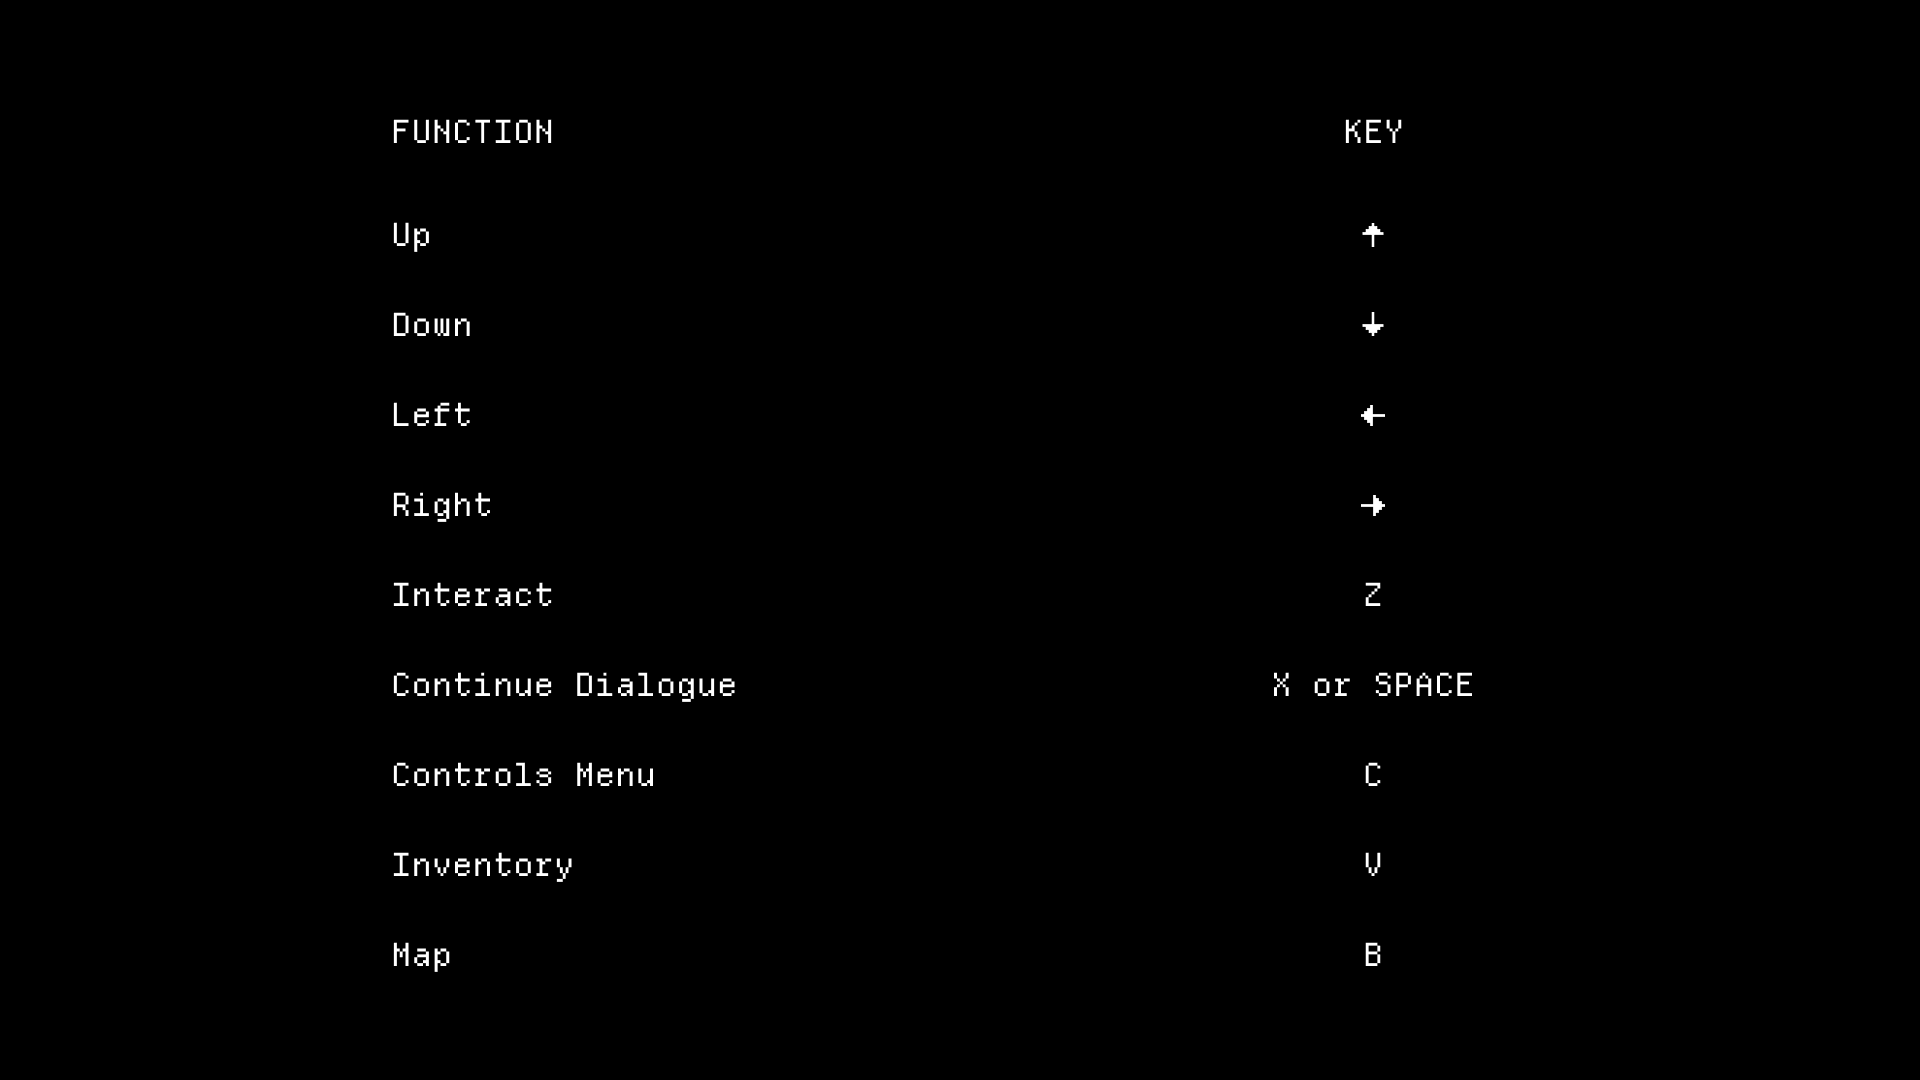 FUNCTION KEY
Up ↑
Down ↓
Left ←
Right →
Interact Z
Continue Dialogue X or SPACE
Controls Menu C
Inventory V
Map B